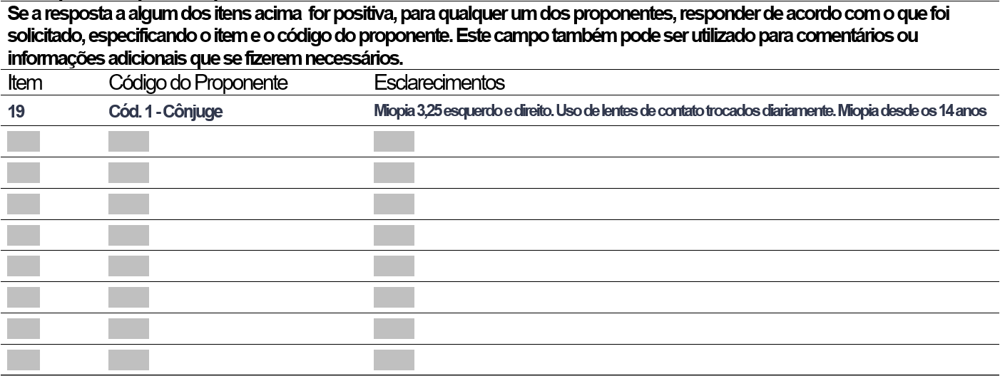 Se a resposta a algum dos itens acima  for positiva, para qualquer um dos proponentes, responder de acordo com o que foi
solicitado, especificando o item e o código do proponente. Este campo também pode ser utilizado para comentários ou
informações adicionais que se fizerem necessários.
Item Código do Proponente Esclarecimentos
19 Cód. 1 - Cônjuge Miopia 3,25 esquerdo e direito. Uso de lentes de contato trocados diariamente. Miopia desde os 14 anos